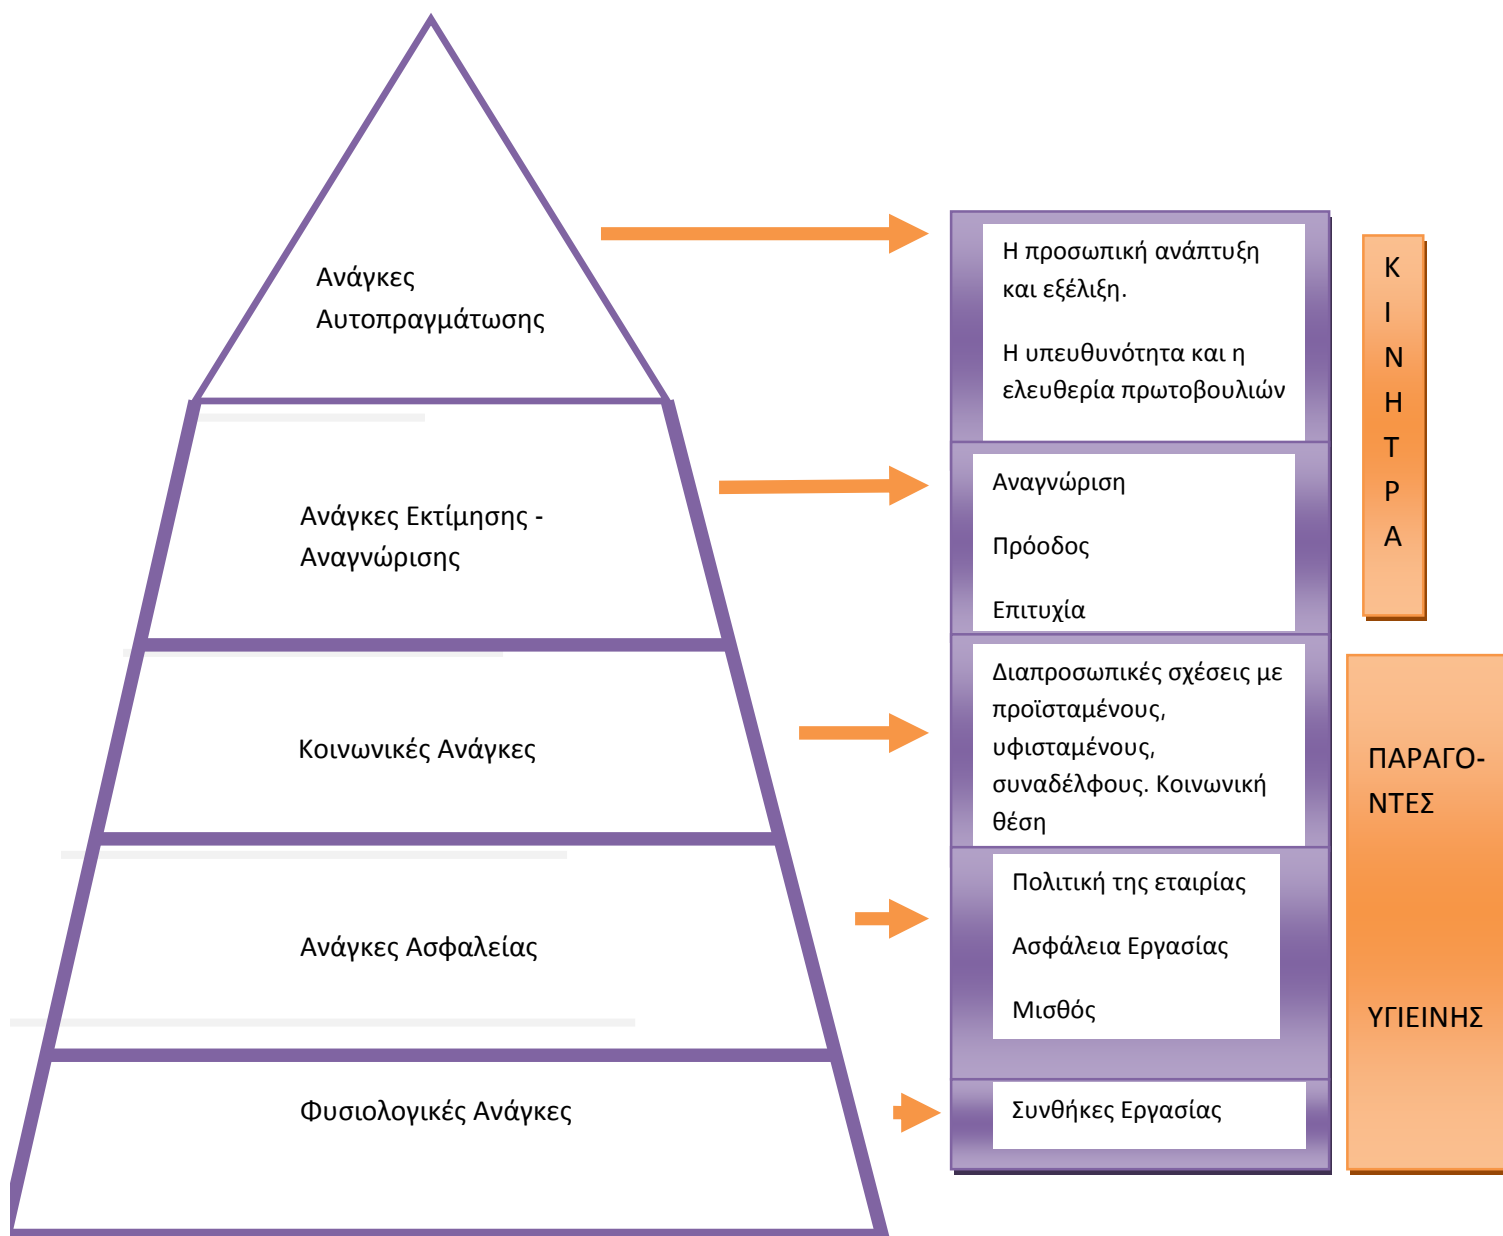 Ανάγκες
Αυτοπραγμάτωσης
Ανάγκες Εκτίμησης -
Αναγνώρισης
Κοινωνικές Ανάγκες
Ανάγκες Ασφαλείας
Φυσιολογικές Ανάγκες
Η προσωπική ανάπτυξη
και εξέλιξη.
Η υπευθυνότητα και η
ελευθερία πρωτοβουλιών
Αναγνώριση
Πρόοδος
Επιτυχία
Διαπροσωπικές σχέσεις με
προϊσταμένους,
υφισταμένους,
συναδέλφους. Κοινωνική
θέση
Πολιτική της εταιρίας
Ασφάλεια Εργασίας
Μισθός
Συνθήκες Εργασίας
Κ
Ι
Ν
Η
Τ
Ρ
Α
ΠΑΡΑΓΟ-
ΝΤΕΣ
ΥΓΙΕΙΝΗΣ